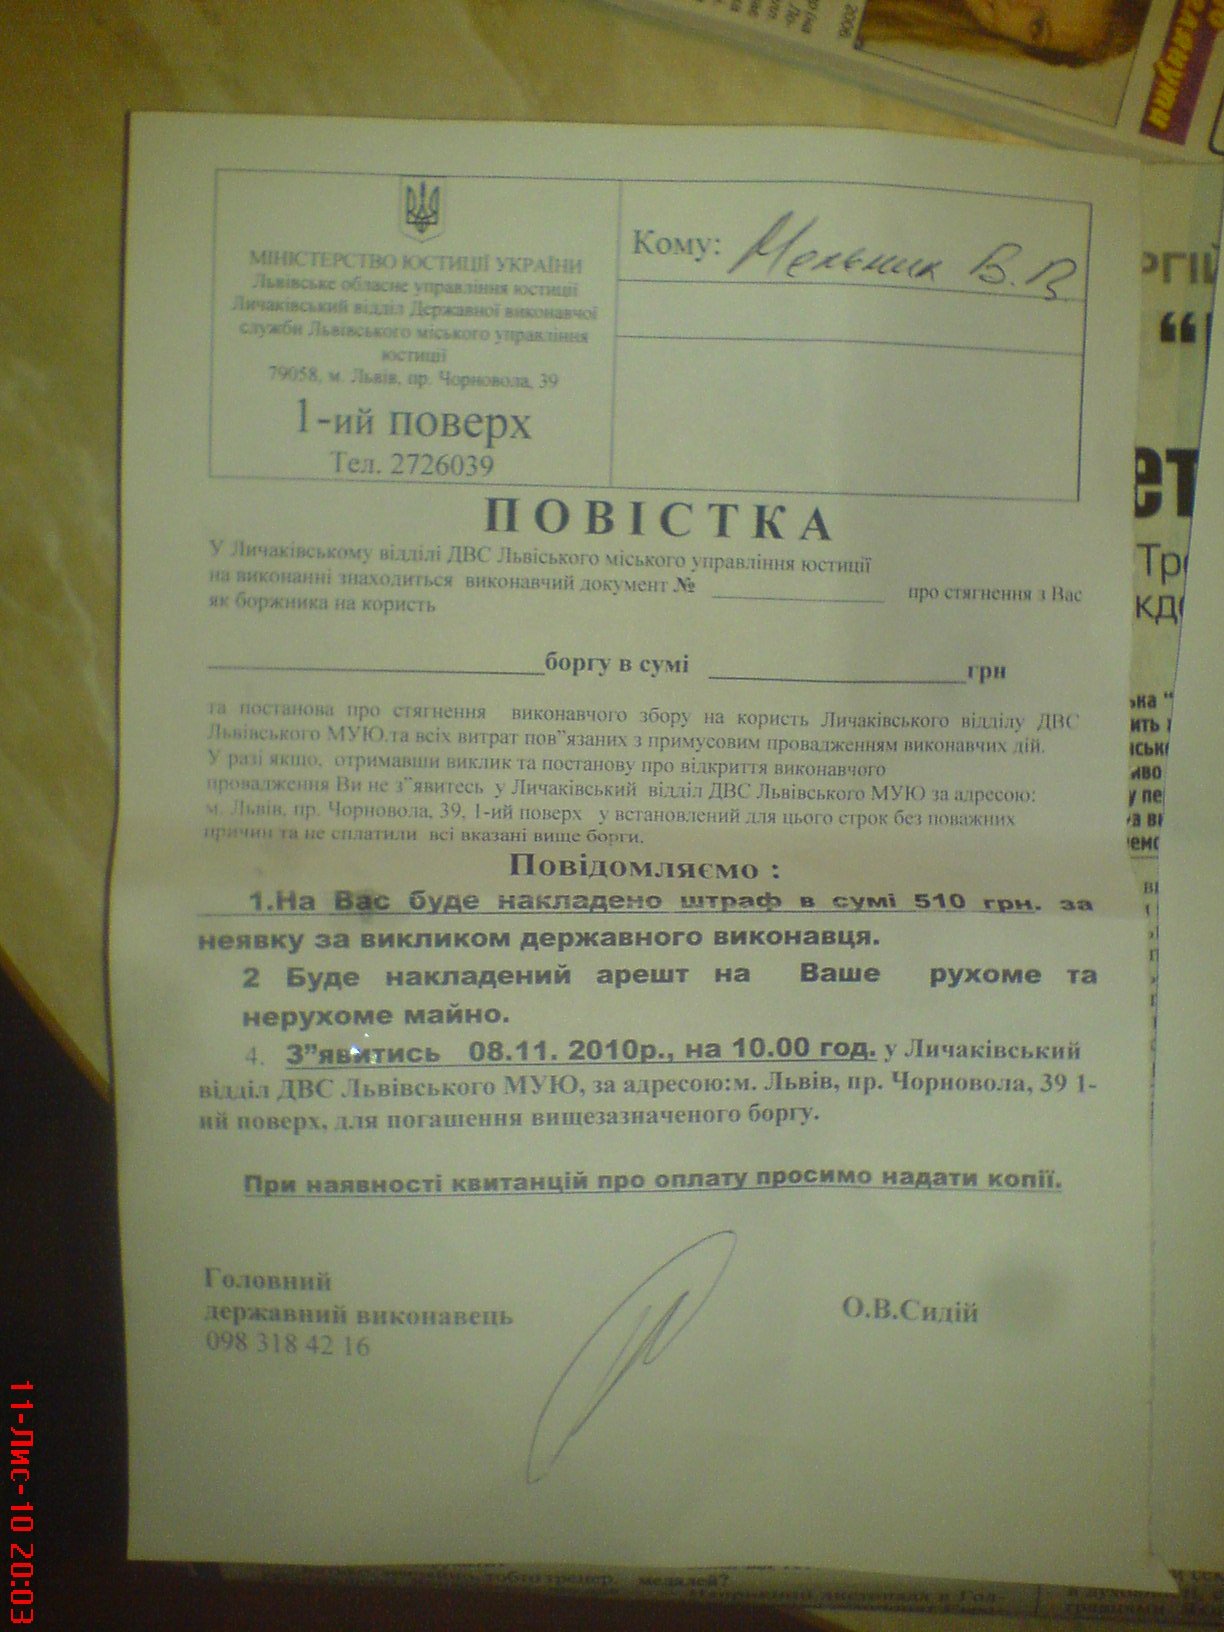 МІНІСТЕРСТВО ЮСТИЦІЇ УКРАЇНИ
Львівське обласне управління юстиції
Личаківський відділ Державної виконавчої
служби Львівського міського управління
юстиції
79058, м. Львів, пр. Чорновола, 39
1-ий поверх
Тел. 2726039
Кому: Мельник В.В
ПОВІСТКА
У Личаківському відділі ДВС Львіського міського управління юстиції
на виконанні знаходиться виконавчий документ № ____________ про стягнення з Вас
як боржника на користь
____________боргу в сумі ____________грн
та постанова про стягнення виконавчого збору на користь Личаківського відділу ДВС
Львівського МУЮ.та всіх витрат пов"язаних з примусовим провадженням виконавчих дій.
У разі якщо, отримавши виклик та постанову про відкриття виконавчого
провадження Ви не з"явитесь у Личаківський відділ ДВС Львівського МУЮ за адресою:
м. Львів, пр. Чорновола, 39, 1-ий поверх у встановлений для цього строк без поважних
причин та не сплатили всі вказані вище борги.
Повідомляємо :
1.На Вас буде накладено штраф в сумі 510 грн. за
неявку за викликом державного виконавця.
2 Буде накладений арешт на Ваше рухоме та
нерухоме майно.
4. З"явитись 08.11. 2010р., на 10.00 год. у Личаківський
відділ ДВС Львівського МУЮ, за адресою:м. Львів, пр. Чорновола, 39 1-
ий поверх, для погашення вищезазначеного боргу.
При наявності квитанцій про оплату просимо надати копії.
Головний
державний виконавець
098 318 42 16
О.В.Сидій
11-Лис-10 20:03